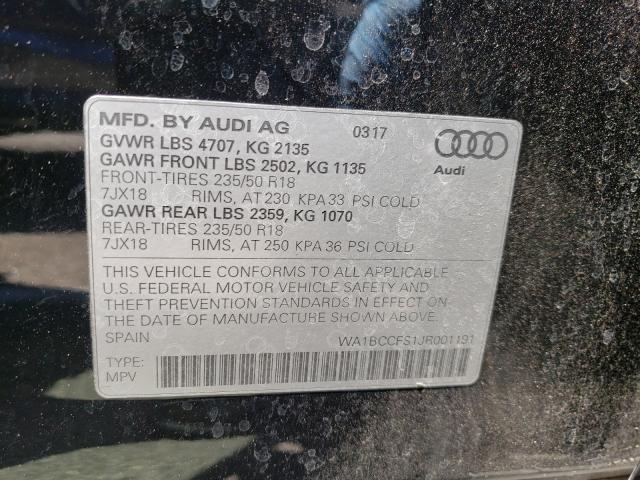 MFD. BY AUDI AG 0317
GVWR LBS 4707, KG 2135
GAWR FRONT LBS 2502, KG 1135
FRONT-TIRES 235/50 R18
7JX18 RIMS, AT 230 KPA 33 PSI COLD
GAWR REAR LBS 2359, KG 1070
REAR-TIRES 235/50 R18
7JX18 RIMS, AT 250 KPA 36 PSI COLD
Audi
THIS VEHICLE CONFORMS TO ALL APPLICABLE
U.S. FEDERAL MOTOR VEHICLE SAFETY AND
THEFT PREVENTION STANDARDS IN EFFECT ON
THE DATE OF MANUFACTURE SHOWN ABOVE.
SPAIN WA1BCCFS1JR001191
TYPE:
MPV